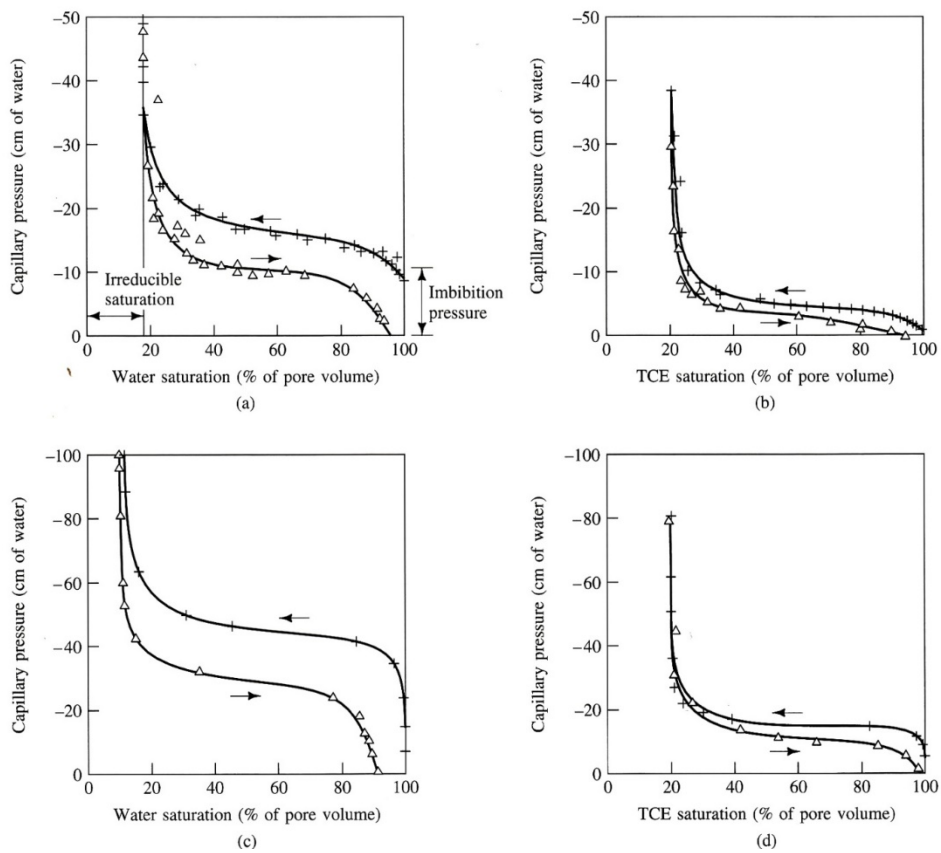 -50
-40
-30
-20
-10
0
Capillary pressure (cm of water)
Irreducible
saturation
Imbibition
pressure
0 20 40 60 80 100
Water saturation (% of pore volume)
(a)
-50
-40
-30
-20
-10
0
Capillary pressure (cm of water)
0 20 40 60 80 100
TCE saturation (% of pore volume)
(b)
-100
-80
-60
-40
-20
0
Capillary pressure (cm of water)
0 20 40 60 80 100
Water saturation (% of pore volume)
(c)
-100
-80
-60
-40
-20
0
Capillary pressure (cm of water)
0 20 40 60 80 100
TCE saturation (% of pore volume)
(d)